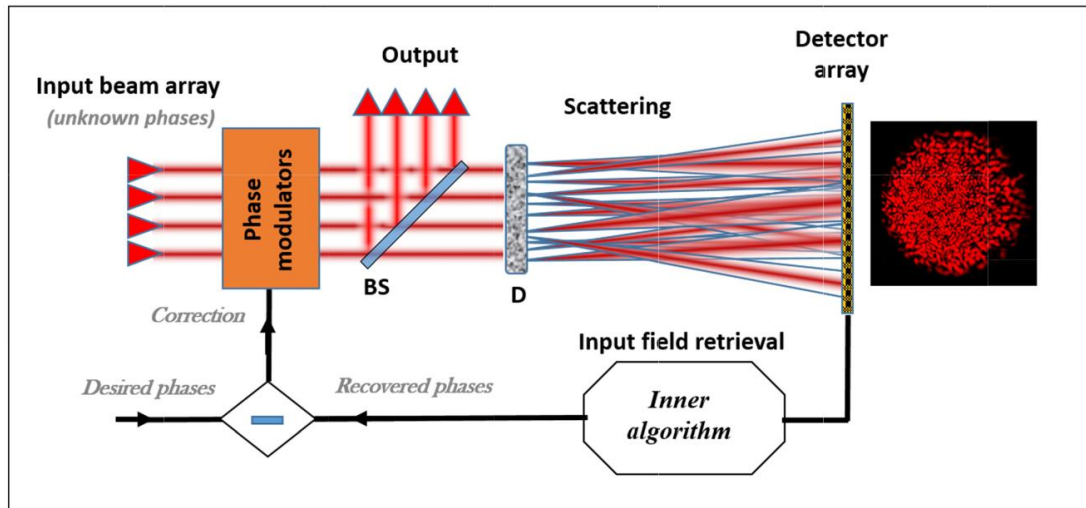 Input beam array
(unknown phases)
Output
Scattering
Detector
array
Phase
modulators
BS
D
Correction
Desired phases
Recovered phases
Input field retrieval
Inner
algorithm